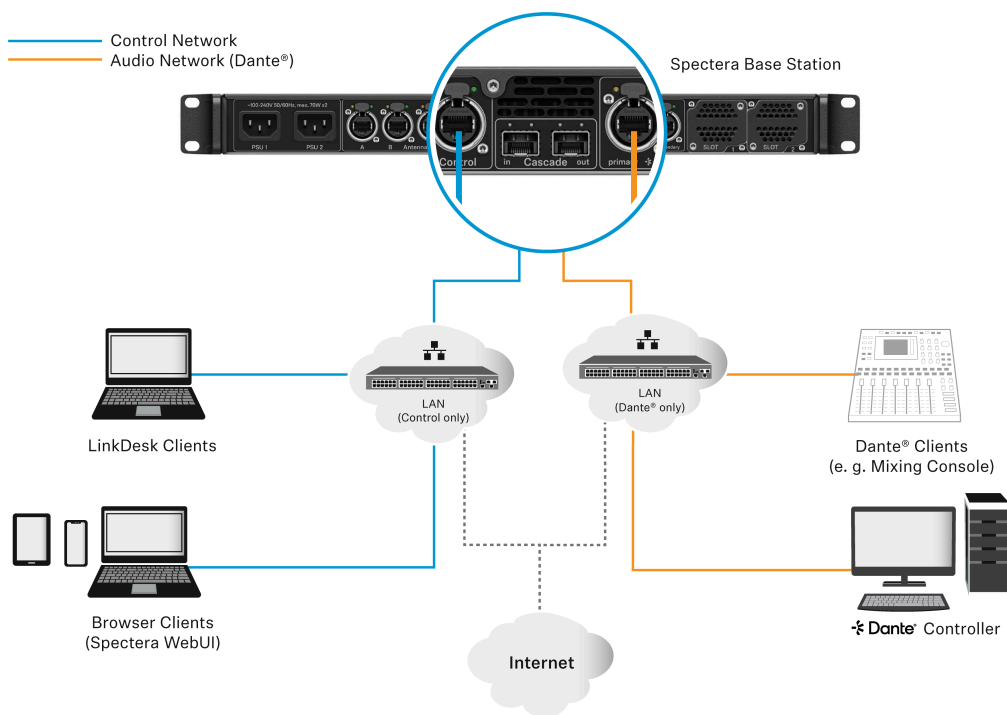 Control Network
Audio Network (Dante®)
Spectera Base Station
~100-240V 50/60Hz, max. 70W x2
PSU 1
PSU 2
A
B
Antenna
Control
in
Cascade
out
primar
SLOT 1
SLOT 2
LAN
(Control only)
LAN
(Dante® only)
LinkDesk Clients
Dante® Clients
(e. g. Mixing Console)
Browser Clients
(Spectera WebUI)
Internet
Dante® Controller